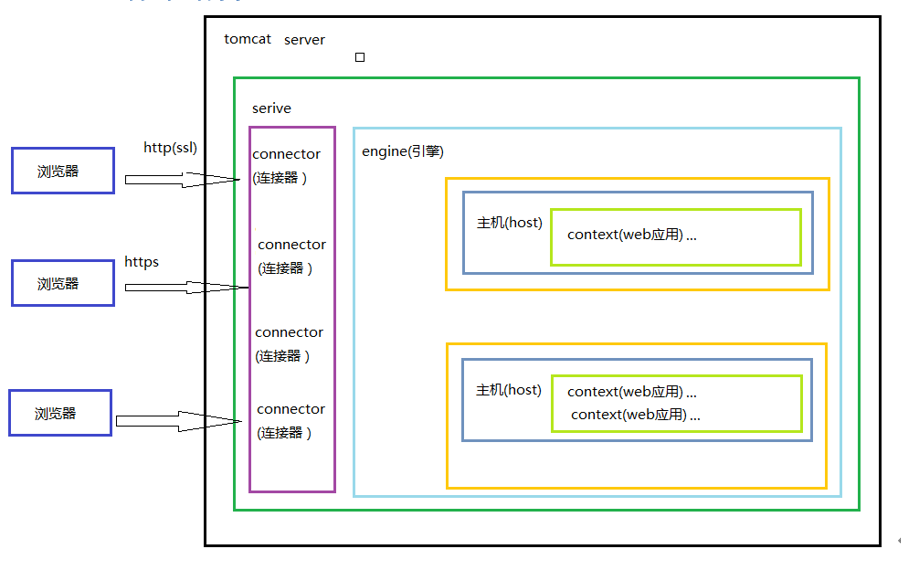 tomcat server
serive
浏览器
http(ssl)
connector
(连接器)
engine(引擎)
主机(host)
context(web应用) ...
浏览器
https
connector
(连接器)
connector
(连接器)
浏览器
connector
(连接器)
主机(host)
context(web应用) ...
context(web应用) ...